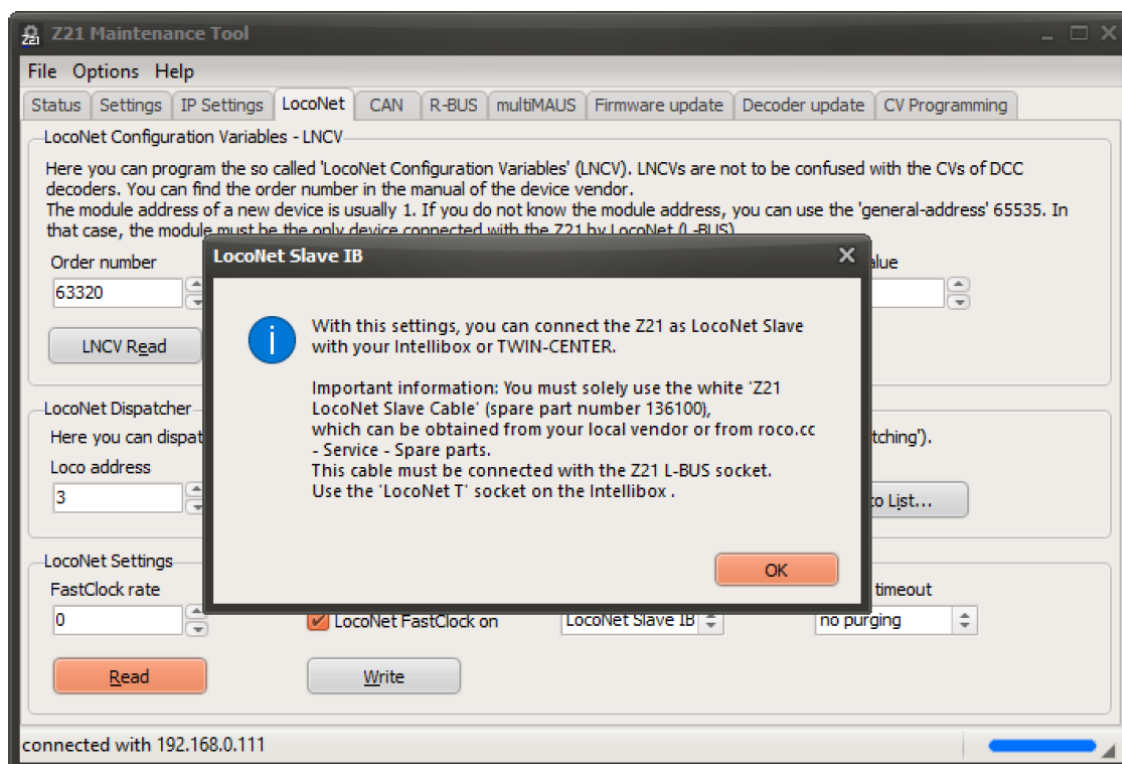 Z21 Maintenance Tool
File Options Help
Status Settings IP Settings LocoNet CAN R-BUS multiMAUS Firmware update Decoder update CV Programming
LocoNet Configuration Variables - LNCV
Here you can program the so called 'LocoNet Configuration Variables' (LNCV). LNCVs are not to be confused with the CVs of DCC
decoders. You can find the order number in the manual of the device vendor.
The module address of a new device is usually 1. If you do not know the module address, you can use the 'general-address' 65535. In
that case, the module must be the only device connected with the Z21 by LocoNet (L-BUS)
Order number
63320
LNCV Read
LocoNet Slave IB
With this settings, you can connect the Z21 as LocoNet Slave
with your Intellibox or TWIN-CENTER.
Important information: You must solely use the white 'Z21
LocoNet Slave Cable' (spare part number 136100),
which can be obtained from your local vendor or from roco.cc
- Service - Spare parts.
This cable must be connected with the Z21 L-BUS socket.
Use the 'LocoNet T' socket on the Intellibox .
OK
LocoNet Dispatcher
Here you can
Loco address
3
List...
LocoNet Settings
FastClock rate
timeout
0
LocoNet FastClock on
LocoNet Slave IB
no purging
Read
Write
connected with 192.168.0.111